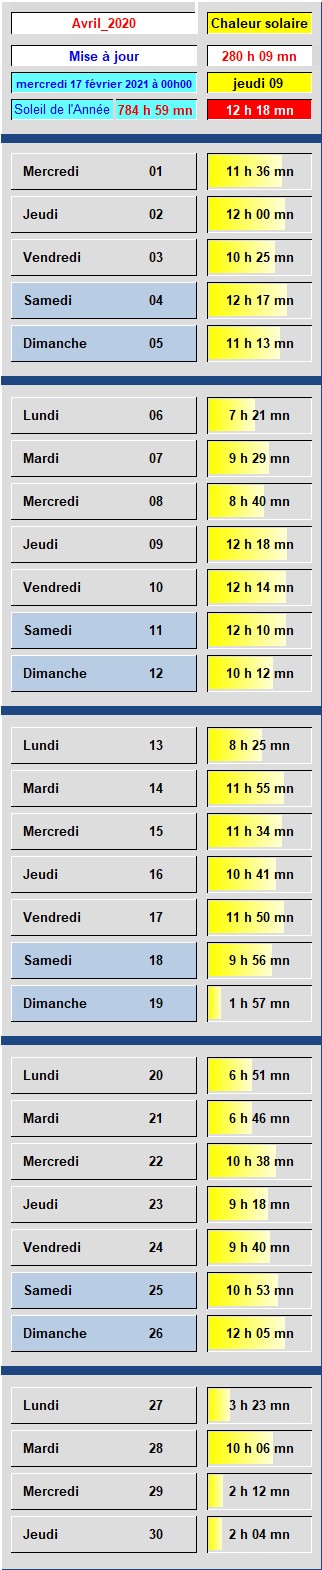 Avril_2020 Chaleur solaire
Mise à jour 280 h 09 mn
mercredi 17 février 2021 à 00h00 jeudi 09
Soleil de l'Année 784 h 59 mn 12 h 18 mn
Mercredi 01 11 h 36 mn
Jeudi 02 12 h 00 mn
Vendredi 03 10 h 25 mn
Samedi 04 12 h 17 mn
Dimanche 05 11 h 13 mn
Lundi 06 7 h 21 mn
Mardi 07 9 h 29 mn
Mercredi 08 8 h 40 mn
Jeudi 09 12 h 18 mn
Vendredi 10 12 h 14 mn
Samedi 11 12 h 10 mn
Dimanche 12 10 h 12 mn
Lundi 13 8 h 25 mn
Mardi 14 11 h 55 mn
Mercredi 15 11 h 34 mn
Jeudi 16 10 h 41 mn
Vendredi 17 11 h 50 mn
Samedi 18 9 h 56 mn
Dimanche 19 1 h 57 mn
Lundi 20 6 h 51 mn
Mardi 21 6 h 46 mn
Mercredi 22 10 h 38 mn
Jeudi 23 9 h 18 mn
Vendredi 24 9 h 40 mn
Samedi 25 10 h 53 mn
Dimanche 26 12 h 05 mn
Lundi 27 3 h 23 mn
Mardi 28 10 h 06 mn
Mercredi 29 2 h 12 mn
Jeudi 30 2 h 04 mn